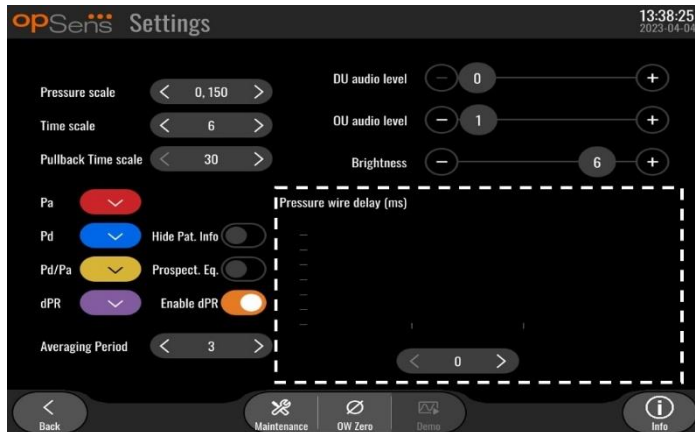 opSens Settings
13:38:25
2023-04-04
Pressure scale < 0, 150 >
Time scale < 6 >
Pullback Time scale < 30 >
DU audio level − 0 +
OU audio level − 1 +
Brightness − 6 +
Pa
Pd
Pd/Pa
dPR
Hide Pat. Info
Prospect. Eq.
Enable dPR
Averaging Period < 3 >
Pressure wire delay (ms)
< 0 >
Back
Maintenance
OW Zero
Demo
Info